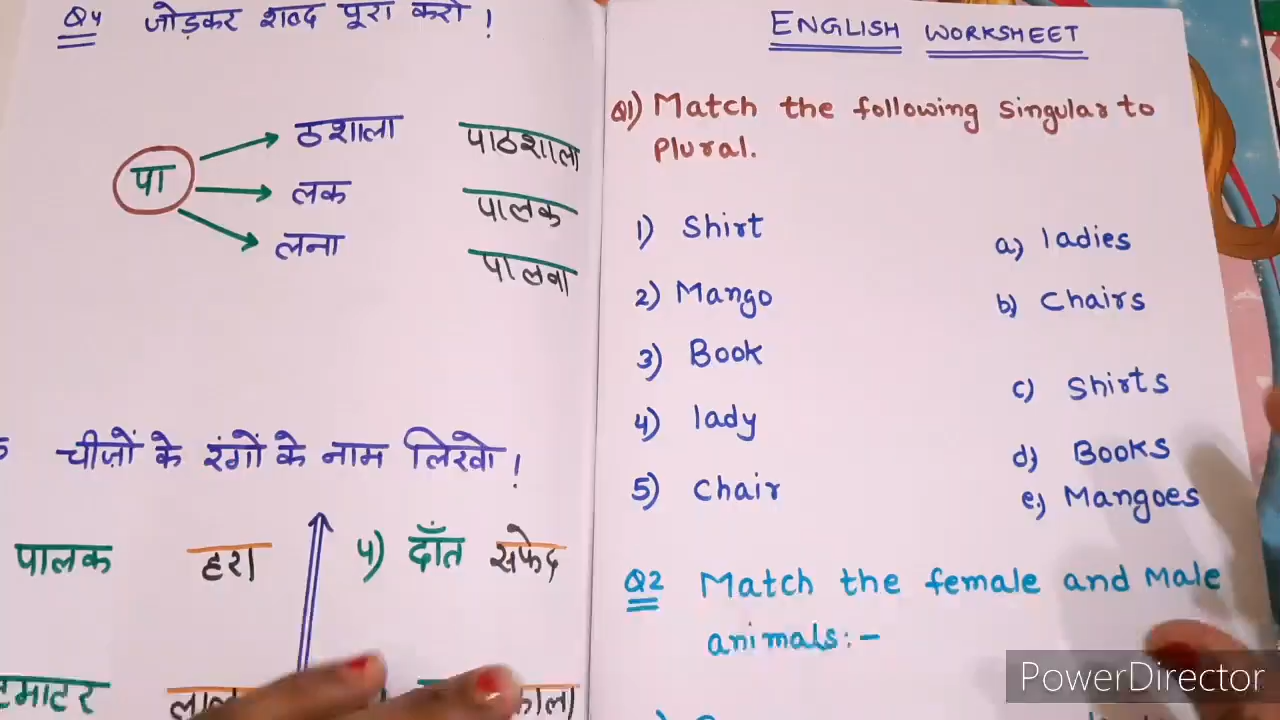 Q4 जोड़कर शब्द पूरा करो !
पा
ठशाला पाठशाला
लक पालक
लना पालना
चीज़ों के रंगों के नाम लिखो !
पालक हरा
५) दाँत सफेद
टमाटर
ENGLISH WORKSHEET
Q1) Match the following singular to
plural.
1) Shirt
a) ladies
2) Mango
b) Chairs
3) Book
c) Shirts
4) lady
d) Books
5) Chair
e) Mangoes
Q2 Match the female and Male
animals:-
PowerDirector